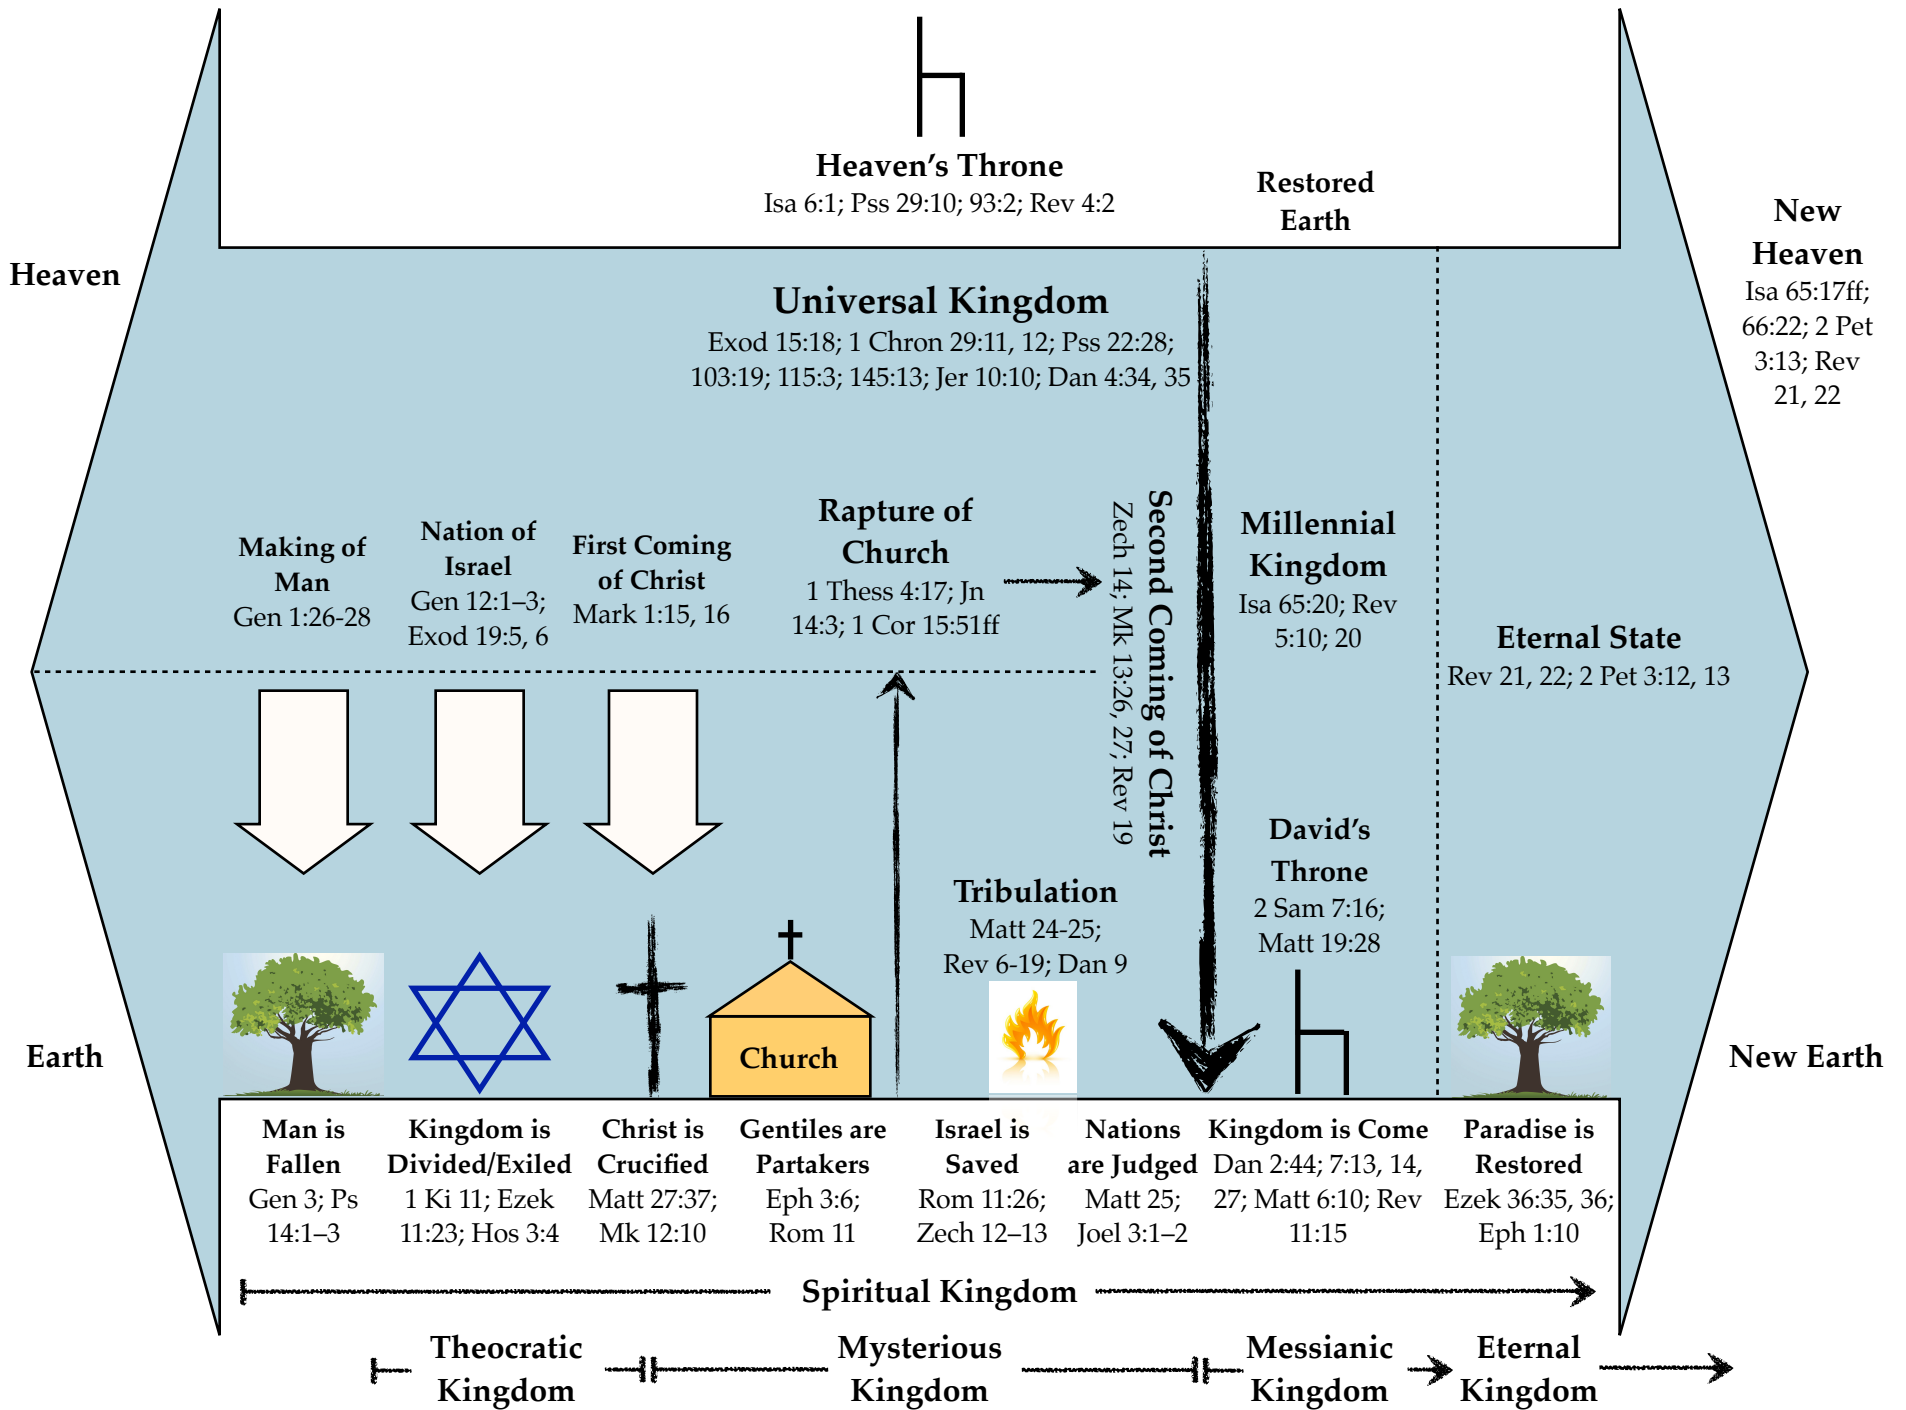 Heaven's Throne
Isa 6:1; Pss 29:10; 93:2; Rev 4:2
Restored
Earth
New
Heaven
Isa 65:17ff;
66:22; 2 Pet
3:13; Rev
21, 22
Heaven
Universal Kingdom
Exod 15:18; 1 Chron 29:11, 12; Pss 22:28;
103:19; 115:3; 145:13; Jer 10:10; Dan 4:34, 35
Making of
Man
Gen 1:26-28
Nation of
Israel
Gen 12:1–3;
Exod 19:5, 6
First Coming
of Christ
Mark 1:15, 16
Rapture of
Church
1 Thess 4:17; Jn
14:3; 1 Cor 15:51ff
Second Coming of Christ
Zech 14; Mk 13:26, 27; Rev 19
Millennial
Kingdom
Isa 65:20; Rev
5:10; 20
Eternal State
Rev 21, 22; 2 Pet 3:12, 13
David's
Throne
2 Sam 7:16;
Matt 19:28
Tribulation
Matt 24-25;
Rev 6-19; Dan 9
Church
Earth
New Earth
Man is
Fallen
Gen 3; Ps
14:1–3
Kingdom is
Divided/Exiled
1 Ki 11; Ezek
11:23; Hos 3:4
Christ is
Crucified
Matt 27:37;
Mk 12:10
Gentiles are
Partakers
Eph 3:6;
Rom 11
Israel is
Saved
Rom 11:26;
Zech 12–13
Nations
are Judged
Matt 25;
Joel 3:1–2
Kingdom is Come
Dan 2:44; 7:13, 14,
27; Matt 6:10; Rev
11:15
Paradise is
Restored
Ezek 36:35, 36;
Eph 1:10
Spiritual Kingdom
Theocratic
Kingdom
Mysterious
Kingdom
Messianic
Kingdom
Eternal
Kingdom